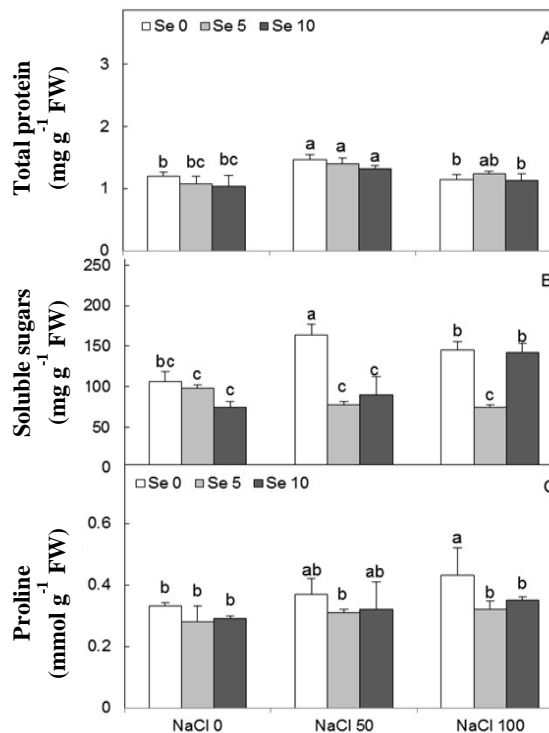 Se 0 Se 5 Se 10
A
Total protein
(mg g-1 FW)
3
2
1
0
b bc bc
a a a
b ab b
B
Soluble sugars
(mg g-1 FW)
250
200
150
100
50
0
bc c c
a c c
b c b
Se 0 Se 5 Se 10
C
Proline
(mmol g-1 FW)
0.6
0.4
0.2
0
b b b
ab b ab
a b b
NaCl 0 NaCl 50 NaCl 100